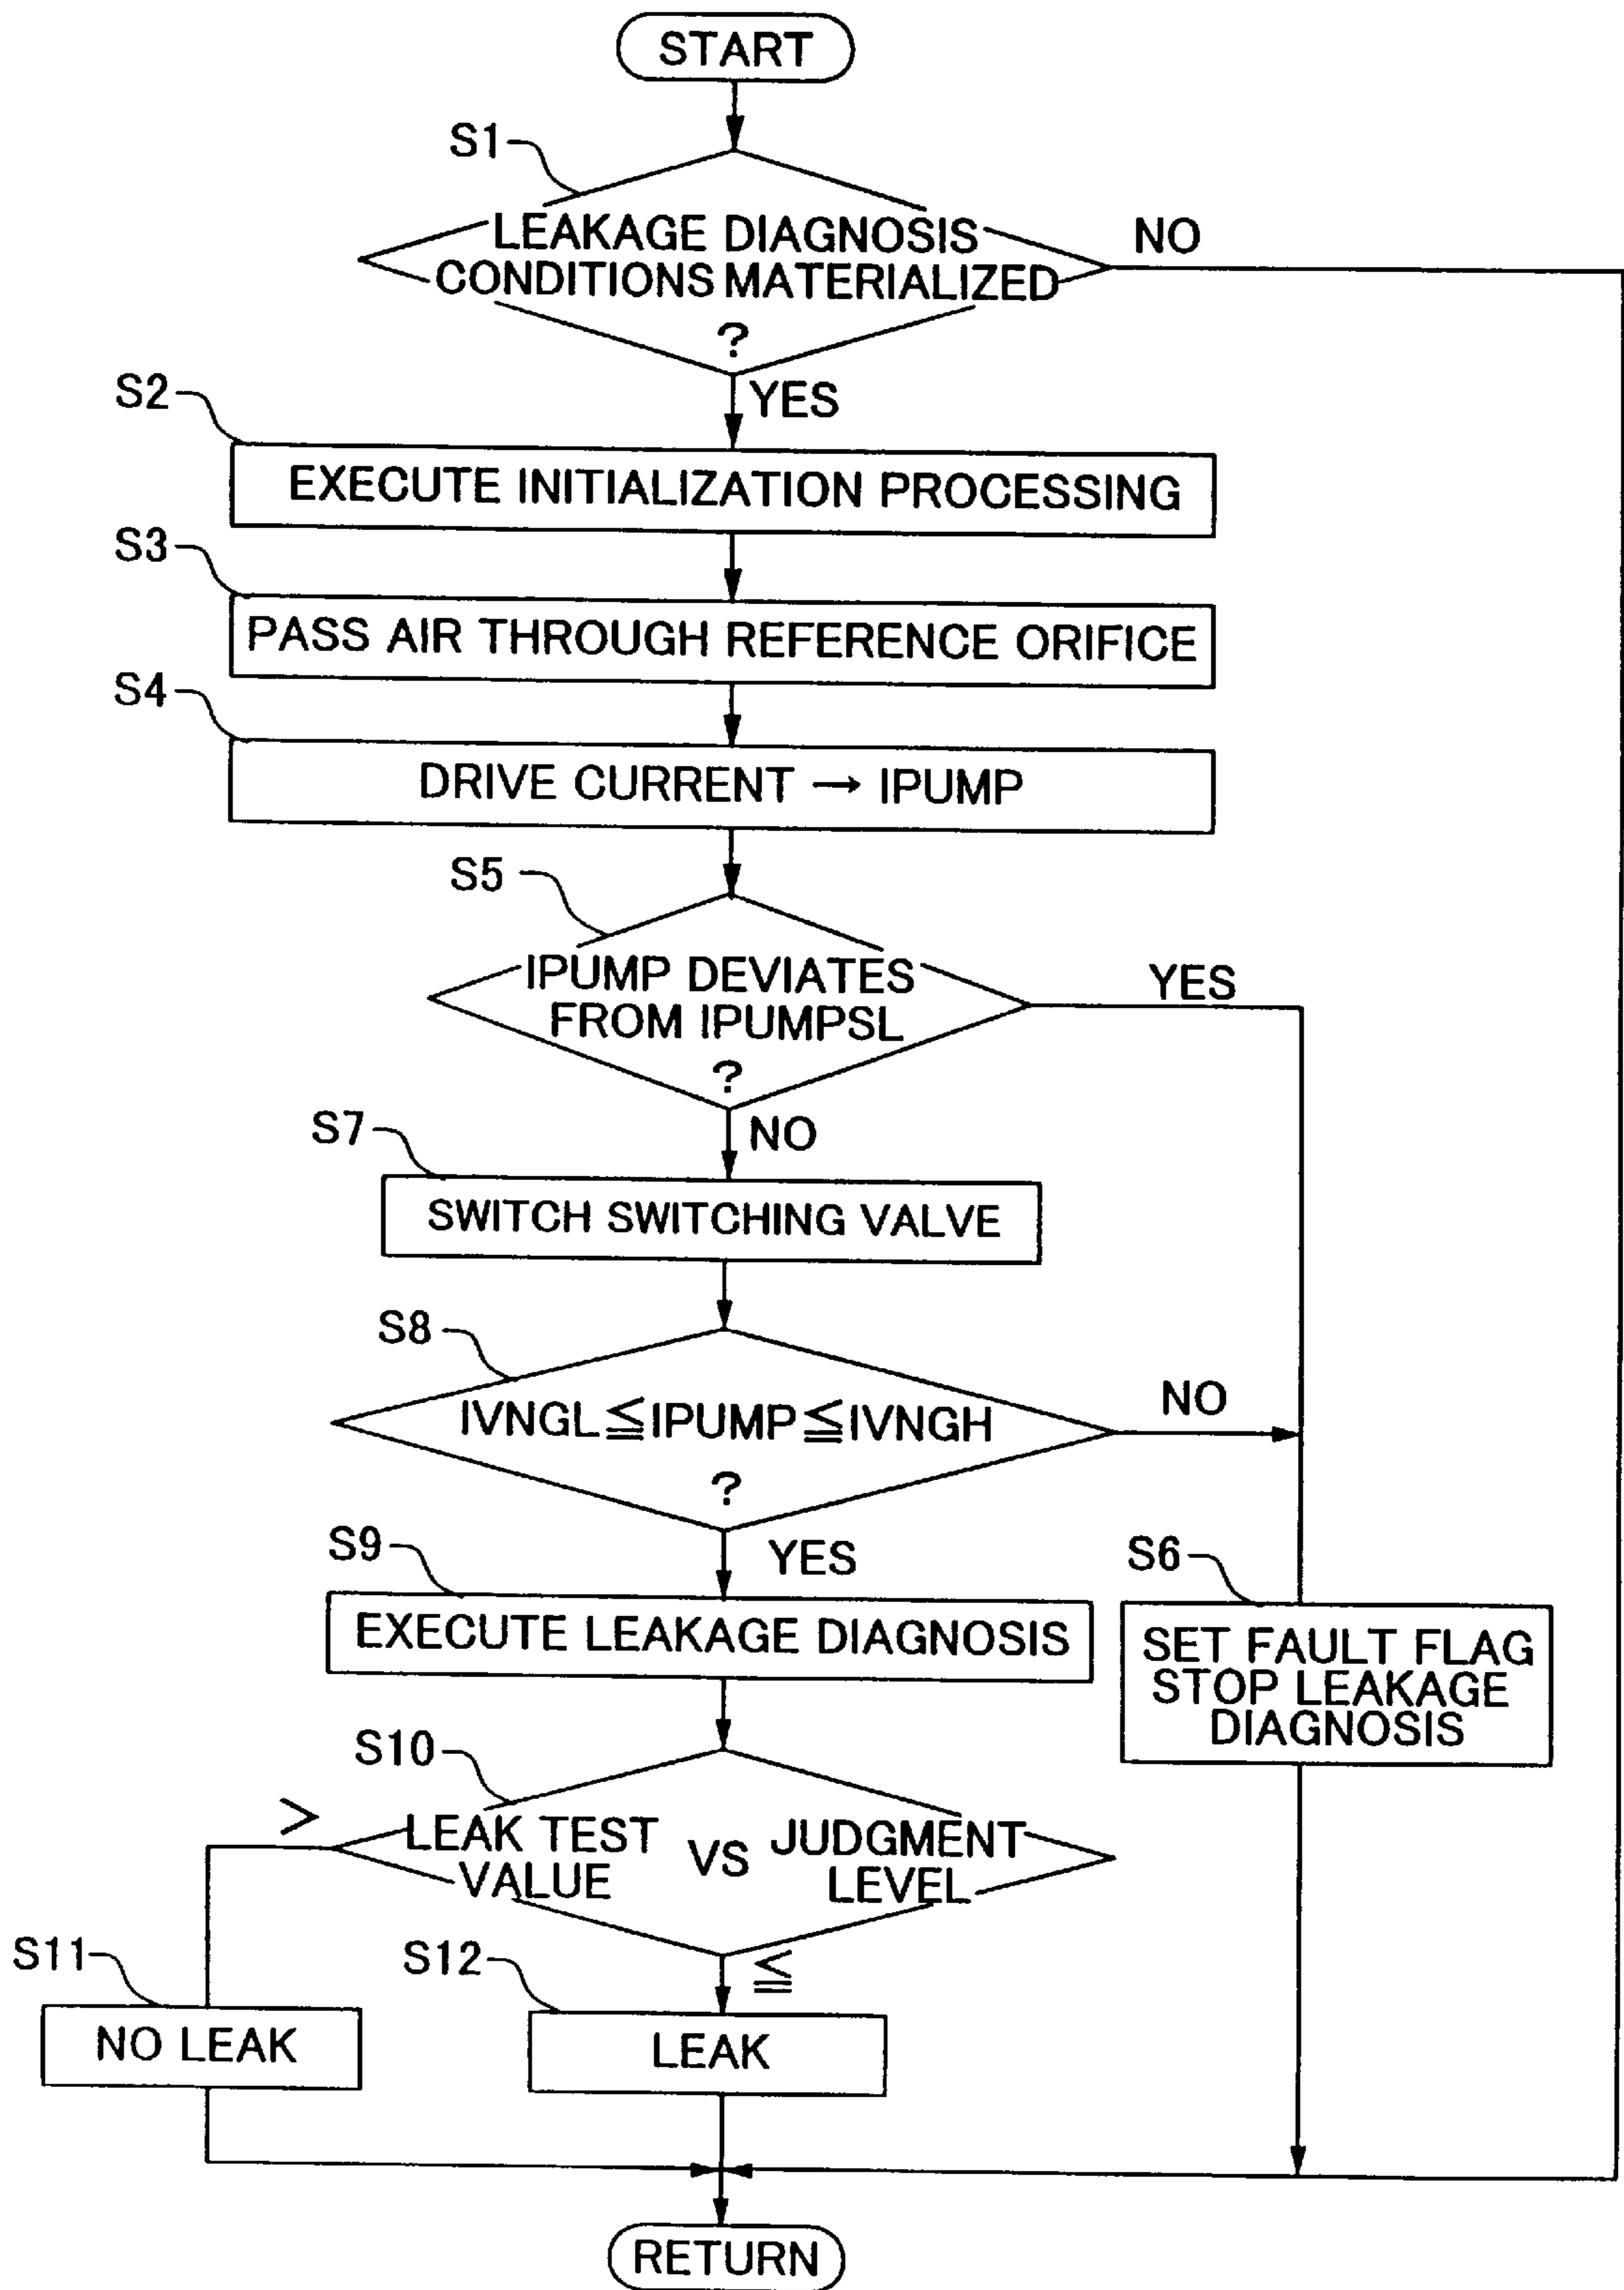 START
S1
LEAKAGE DIAGNOSIS
CONDITIONS MATERIALIZED
?
NO
YES
S2
EXECUTE INITIALIZATION PROCESSING
S3
PASS AIR THROUGH REFERENCE ORIFICE
S4
DRIVE CURRENT → IPUMP
S5
IPUMP DEVIATES
FROM IPUMPSL
?
YES
NO
S7
SWITCH SWITCHING VALVE
S8
IVNGL≦IPUMP≦IVNGH
?
NO
YES
S9
EXECUTE LEAKAGE DIAGNOSIS
S6
SET FAULT FLAG
STOP LEAKAGE
DIAGNOSIS
S10
LEAK TEST
VALUE
VS
JUDGMENT
LEVEL
>
≦
S11
NO LEAK
S12
LEAK
RETURN